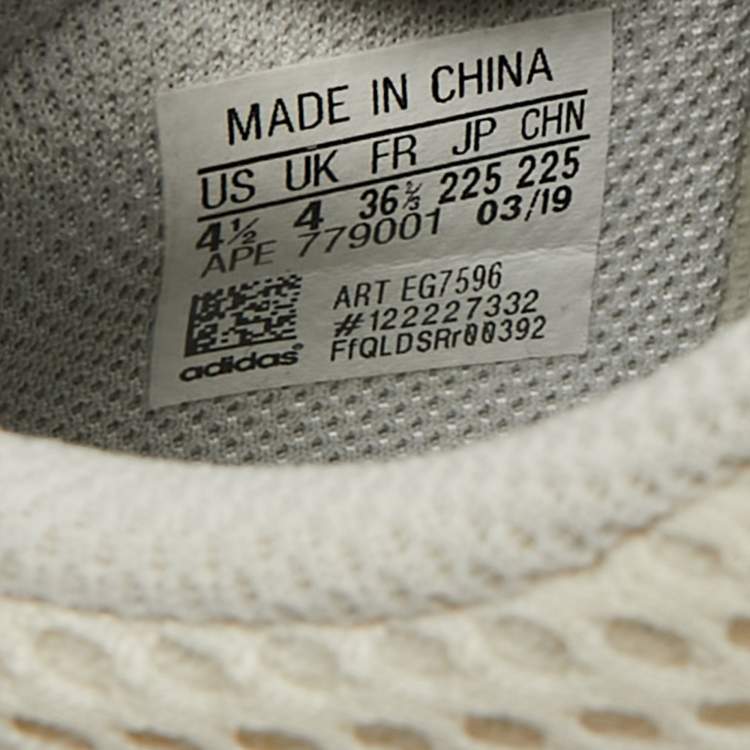 MADE IN CHINA
US UK FR JP CHN
4½ 4 36⅔ 225 225
APE 779001 03/19
ART EG7596
#122227332
FfQLDSRr00392
adidas®